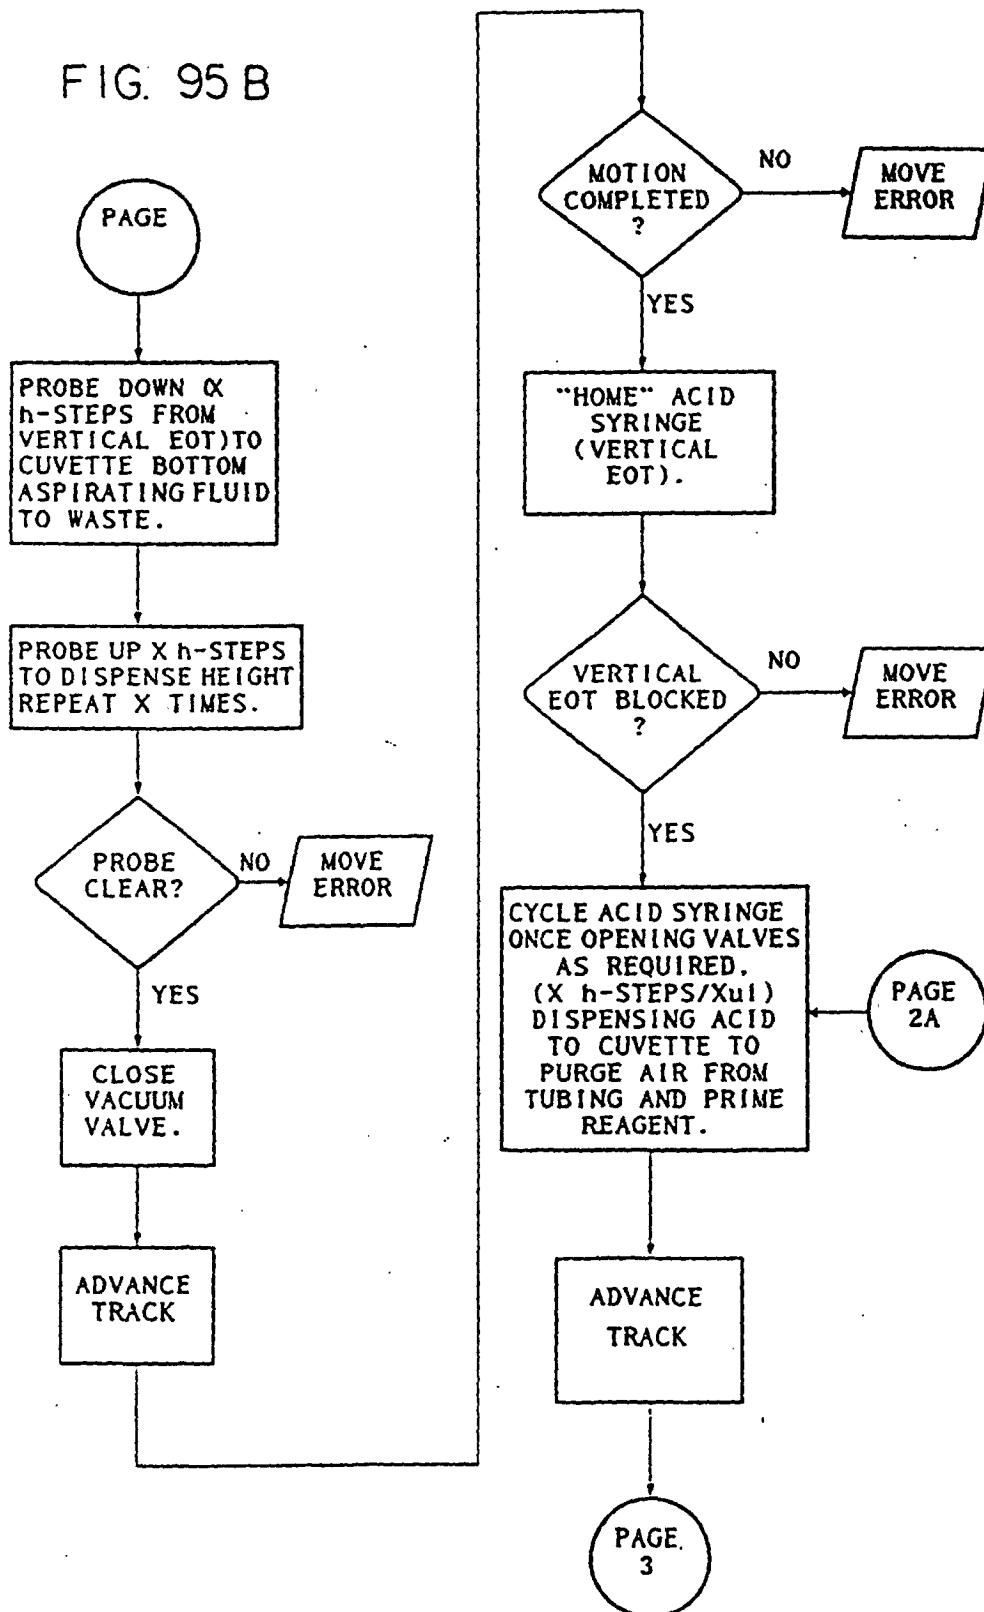 FIG. 95 B
PAGE
PROBE DOWN (X
h-STEPS FROM
VERTICAL EOT)TO
CUVETTE BOTTOM
ASPIRATING FLUID
TO WASTE.
PROBE UP X h-STEPS
TO DISPENSE HEIGHT
REPEAT X TIMES.
PROBE
CLEAR?
NO
MOVE
ERROR
YES
CLOSE
VACUUM
VALVE.
ADVANCE
TRACK
MOTION
COMPLETED
?
NO
MOVE
ERROR
YES
"HOME" ACID
SYRINGE
(VERTICAL
EOT).
VERTICAL
EOT BLOCKED
?
NO
MOVE
ERROR
YES
CYCLE ACID SYRINGE
ONCE OPENING VALVES
AS REQUIRED.
(X h-STEPS/Xul)
DISPENSING ACID
TO CUVETTE TO
PURGE AIR FROM
TUBING AND PRIME
REAGENT.
PAGE
2A
ADVANCE
TRACK
PAGE.
3